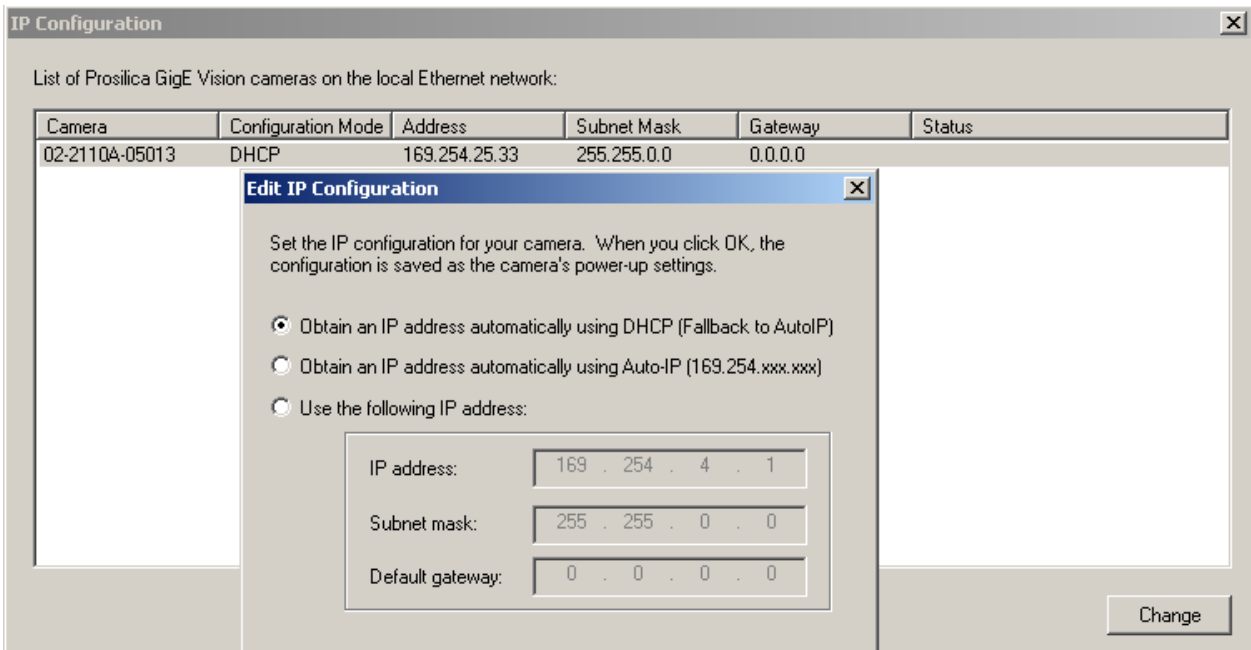 IP Configuration
List of Prosilica GigE Vision cameras on the local Ethernet network:
Camera Configuration Mode Address Subnet Mask Gateway Status
02-2110A-05013 DHCP 169.254.25.33 255.255.0.0 0.0.0.0
Edit IP Configuration
Set the IP configuration for your camera. When you click OK, the
configuration is saved as the camera's power-up settings.
Obtain an IP address automatically using DHCP (Fallback to AutoIP)
Obtain an IP address automatically using Auto-IP (169.254.xxx.xxx)
Use the following IP address:
IP address: 169 . 254 . 4 . 1
Subnet mask: 255 . 255 . 0 . 0
Default gateway: 0 . 0 . 0 . 0
Change